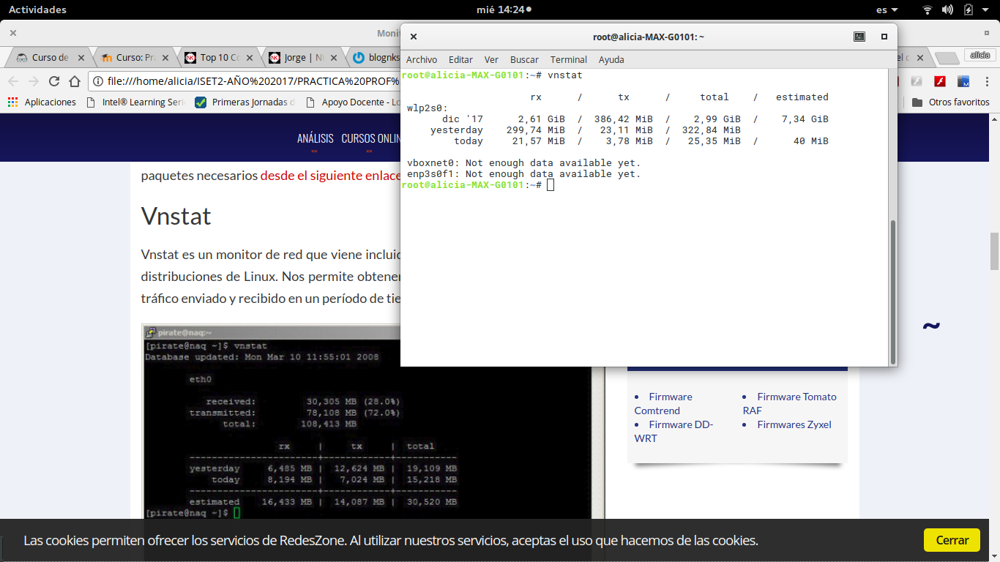 Actividades
mié 14:24
es
Moni
root@alicia-MAX-G0101: ~
Curso de
Curso: Pra
Top 10 Co
Jorge | N
blognks
el c
alicia
Archivo Editar Ver Buscar Terminal Ayuda
file:///home/alicia/ISET2-AÑO%202017/PRACTICA%20PROF%
Aplicaciones
Intel® Learning Seri
Primeras Jornadas d
Apoyo Docente - Lo
Otros favoritos
root@alicia-MAX-G0101:~# vnstat
rx / tx / total / estimated
wlp2s0:
dic '17 2,61 GiB / 386,42 MiB / 2,99 GiB / 7,34 GiB
yesterday 299,74 MiB / 23,11 MiB / 322,84 MiB
today 21,57 MiB / 3,78 MiB / 25,35 MiB / 40 MiB
vboxnet0: Not enough data available yet.
enp3s0f1: Not enough data available yet.
root@alicia-MAX-G0101:~#
ANÁLISIS CURSOS ONLIN
paquetes necesarios desde el siguiente enlace
Vnstat
Vnstat es un monitor de red que viene incluid
distribuciones de Linux. Nos permite obtener
tráfico enviado y recibido en un período de tie
pirate@naq:~
[pirate@naq ~]$ vnstat
Database updated: Mon Mar 10 11:55:01 2008
eth0
received: 30,305 MB (28.0%)
transmitted: 78,108 MB (72.0%)
total: 108,413 MB
rx | tx | total
yesterday 6,485 MB | 12,624 MB | 19,109 MB
today 8,194 MB | 7,024 MB | 15,218 MB
estimated 16,433 MB | 14,087 MB | 30,520 MB
[pirate@naq ~]$
~
Firmware Comtrend
Firmware DD-WRT
Firmware Tomato RAF
Firmwares Zyxel
Las cookies permiten ofrecer los servicios de RedesZone. Al utilizar nuestros servicios, aceptas el uso que hacemos de las cookies.
Cerrar